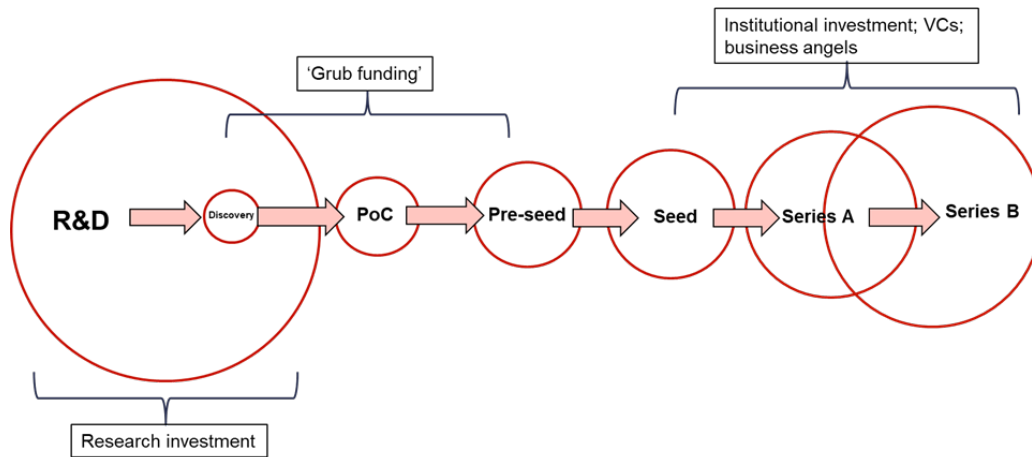 Institutional investment; VCs;
business angels
‘Grub funding’
R&D
Discovery
PoC
Pre-seed
Seed
Series A
Series B
Research investment